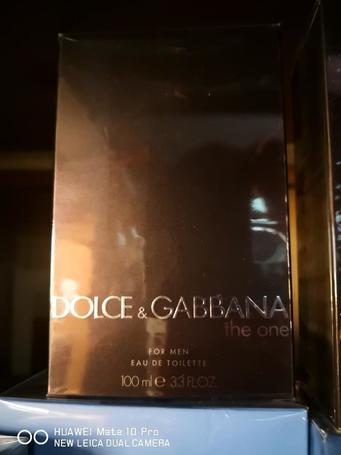 DOLCE & GABBANA
the one
FOR MEN
EAU DE TOILETTE
100 ml e 3.3 FL.OZ.
HUAWEI Mate 10 Pro
NEW LEICA DUAL CAMERA